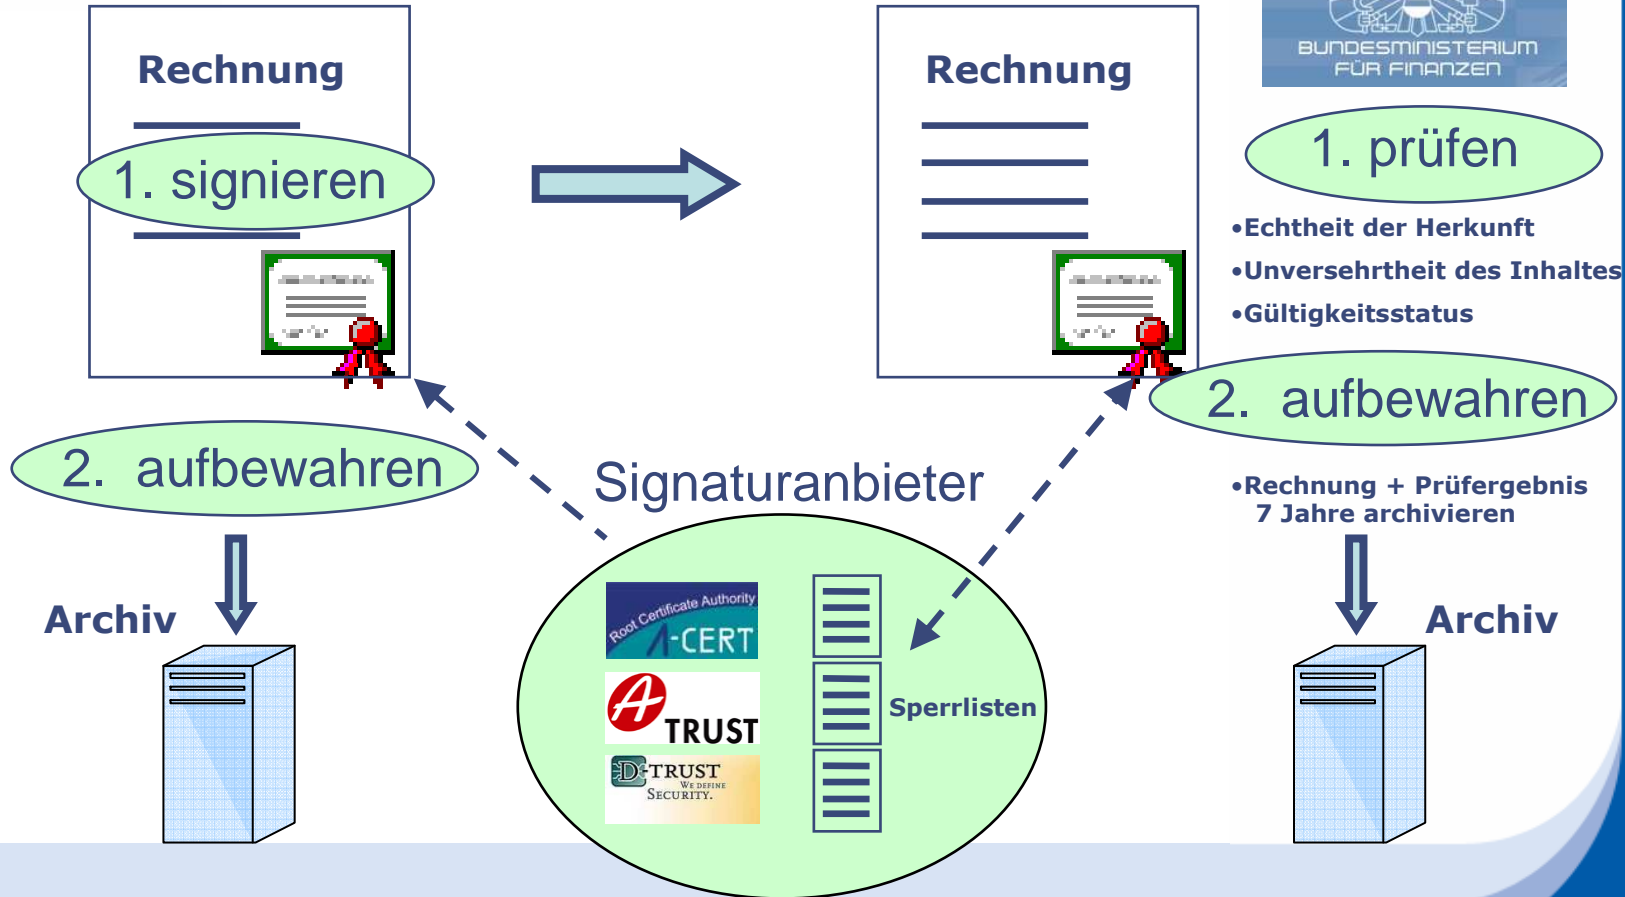 Rechnung
1. signieren
2. aufbewahren
Archiv
Rechnung
BUNDESMINISTERIUM
FÜR FINANZEN
1. prüfen
•Echtheit der Herkunft
•Unversehrtheit des Inhaltes
•Gültigkeitsstatus
2. aufbewahren
•Rechnung + Prüfergebnis
7 Jahre archivieren
Archiv
Signaturanbieter
Root Certificate Authority
A-CERT
A
TRUST
D-TRUST
WE DEFINE
SECURITY.
Sperrlisten